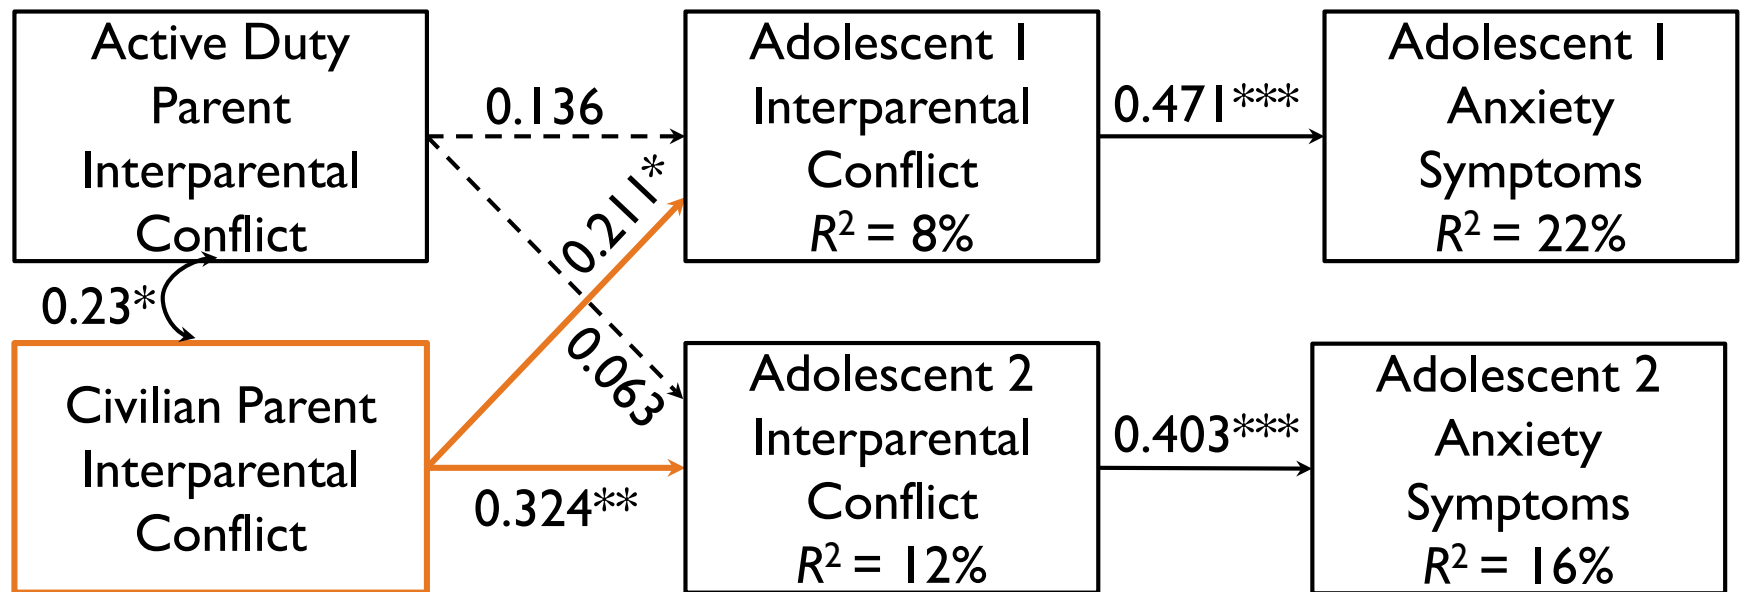 Active Duty
Parent
Interparental
Conflict
0.136
0.211*
Adolescent 1
Interparental
Conflict
R² = 8%
0.471***
Adolescent 1
Anxiety
Symptoms
R² = 22%
0.23*
Civilian Parent
Interparental
Conflict
0.063
0.324**
Adolescent 2
Interparental
Conflict
R² = 12%
0.403***
Adolescent 2
Anxiety
Symptoms
R² = 16%